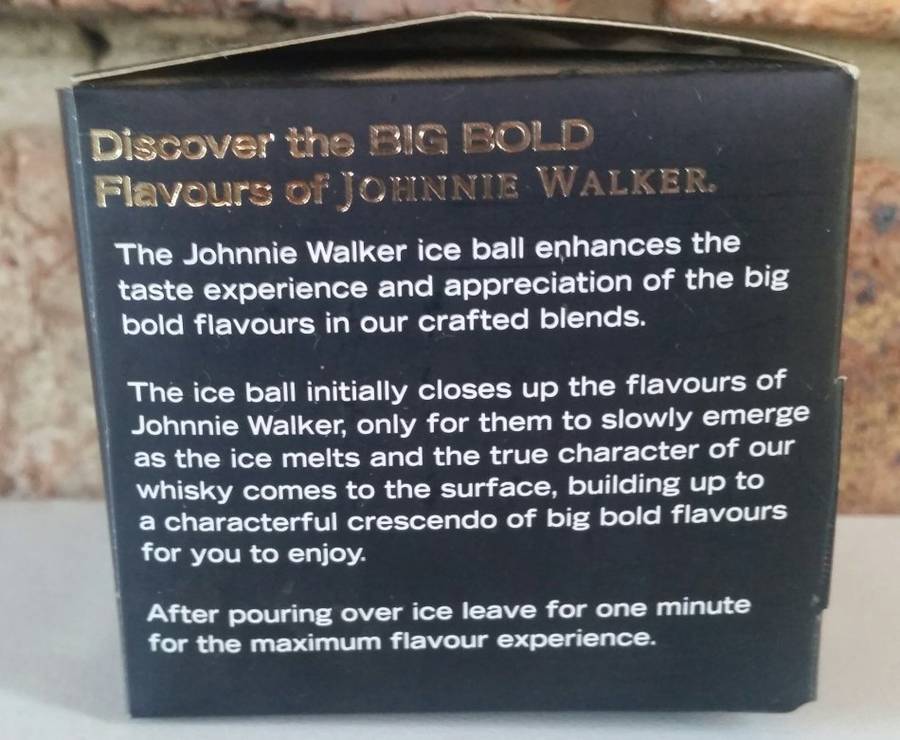 Discover the BIG BOLD
Flavours of JOHNNIE WALKER.
The Johnnie Walker ice ball enhances the
taste experience and appreciation of the big
bold flavours in our crafted blends.
The ice ball initially closes up the flavours of
Johnnie Walker, only for them to slowly emerge
as the ice melts and the true character of our
whisky comes to the surface, building up to
a characterful crescendo of big bold flavours
for you to enjoy.
After pouring over ice leave for one minute
for the maximum flavour experience.